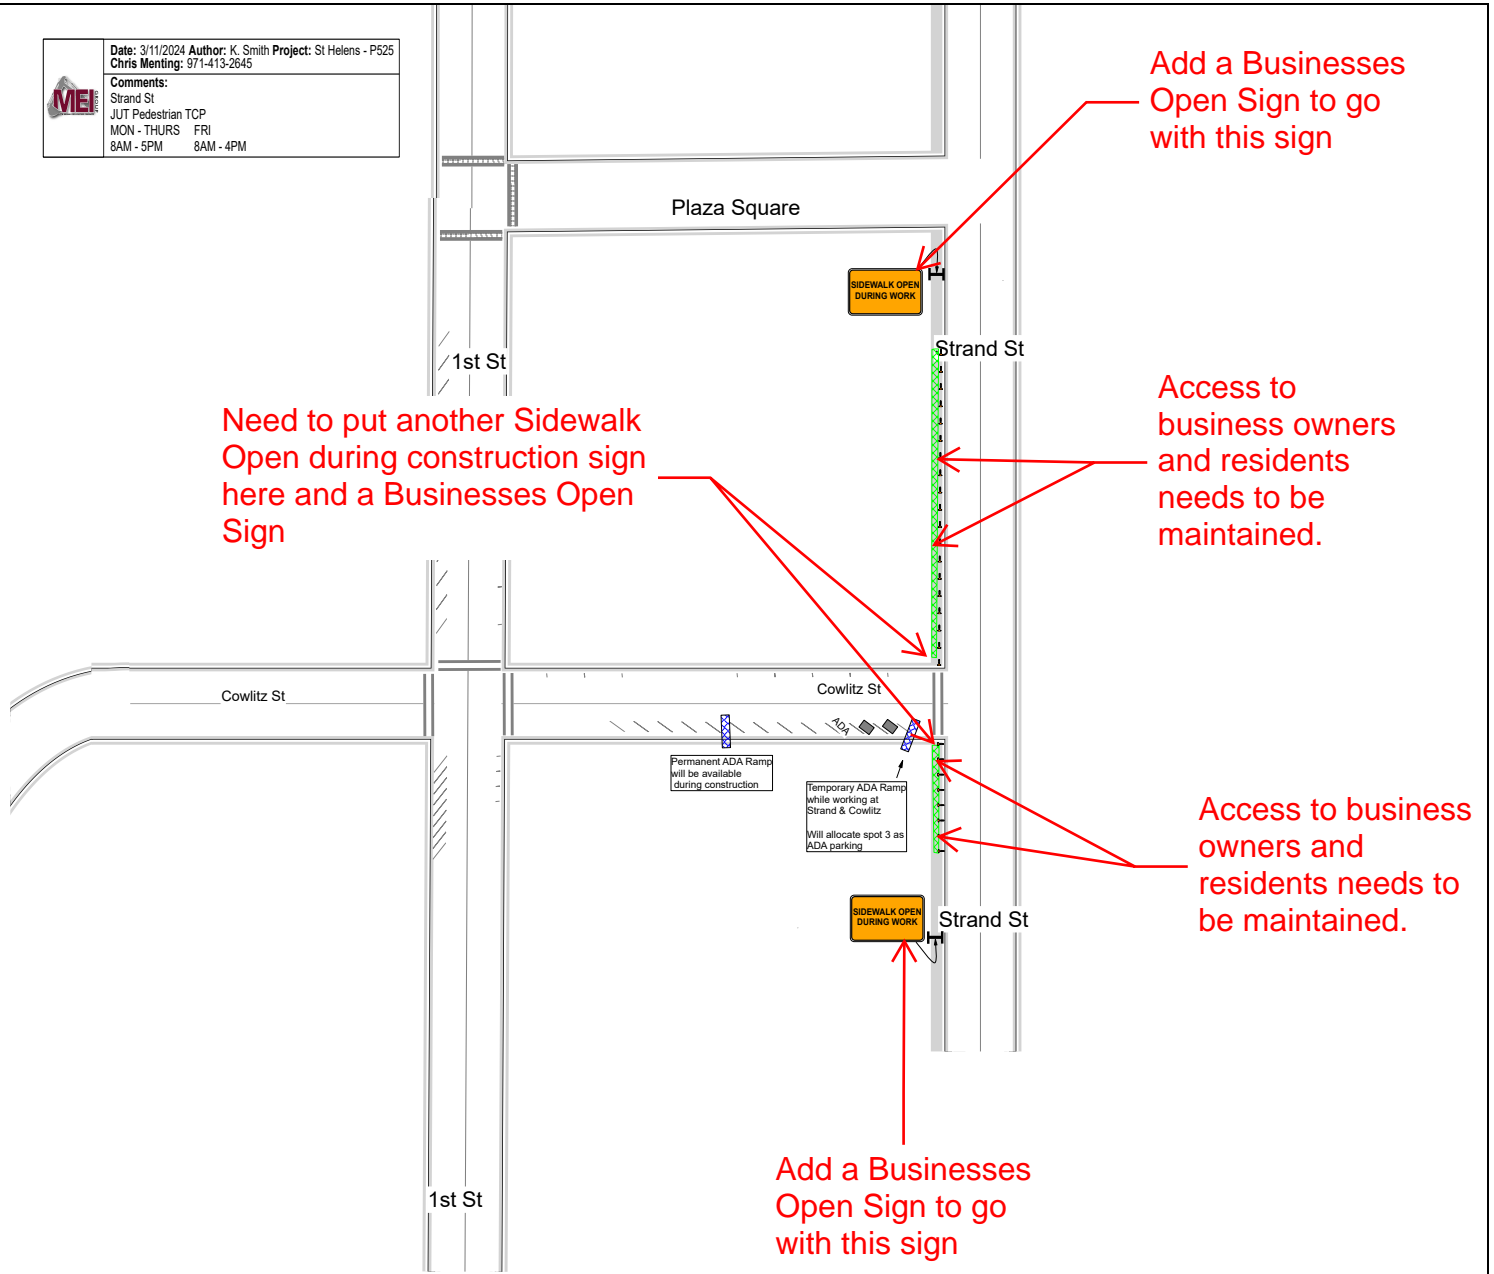 Date: 3/11/2024 Author: K. Smith Project: St Helens - P525
Chris Menting: 971-413-2645
MEI
GROUP
Comments:
Strand St
JUT Pedestrian TCP
MON - THURS FRI
8AM - 5PM 8AM - 4PM
Add a Businesses
Open Sign to go
with this sign
Plaza Square
SIDEWALK OPEN
DURING WORK
1st St
Strand St
Need to put another Sidewalk
Open during construction sign
here and a Businesses Open
Sign
Access to
business owners
and residents
needs to be
maintained.
Cowlitz St
Cowlitz St
ADA
Permanent ADA Ramp
will be available
during construction
Temporary ADA Ramp
while working at
Strand & Cowlitz
Will allocate spot 3 as
ADA parking
Access to business
owners and
residents needs to
be maintained.
SIDEWALK OPEN
DURING WORK
Strand St
1st St
Add a Businesses
Open Sign to go
with this sign